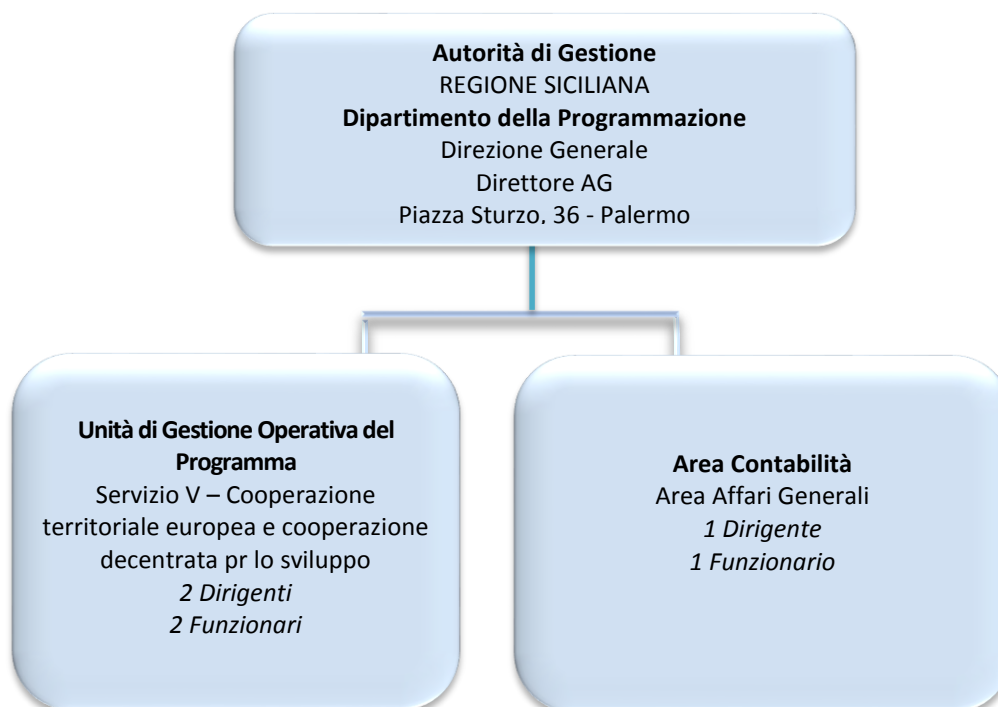 Autorità di Gestione
REGIONE SICILIANA
Dipartimento della Programmazione
Direzione Generale
Direttore AG
Piazza Sturzo, 36 - Palermo
Unità di Gestione Operativa del
Programma
Servizio V – Cooperazione
territoriale europea e cooperazione
decentrata pr lo sviluppo
2 Dirigenti
2 Funzionari
Area Contabilità
Area Affari Generali
1 Dirigente
1 Funzionario